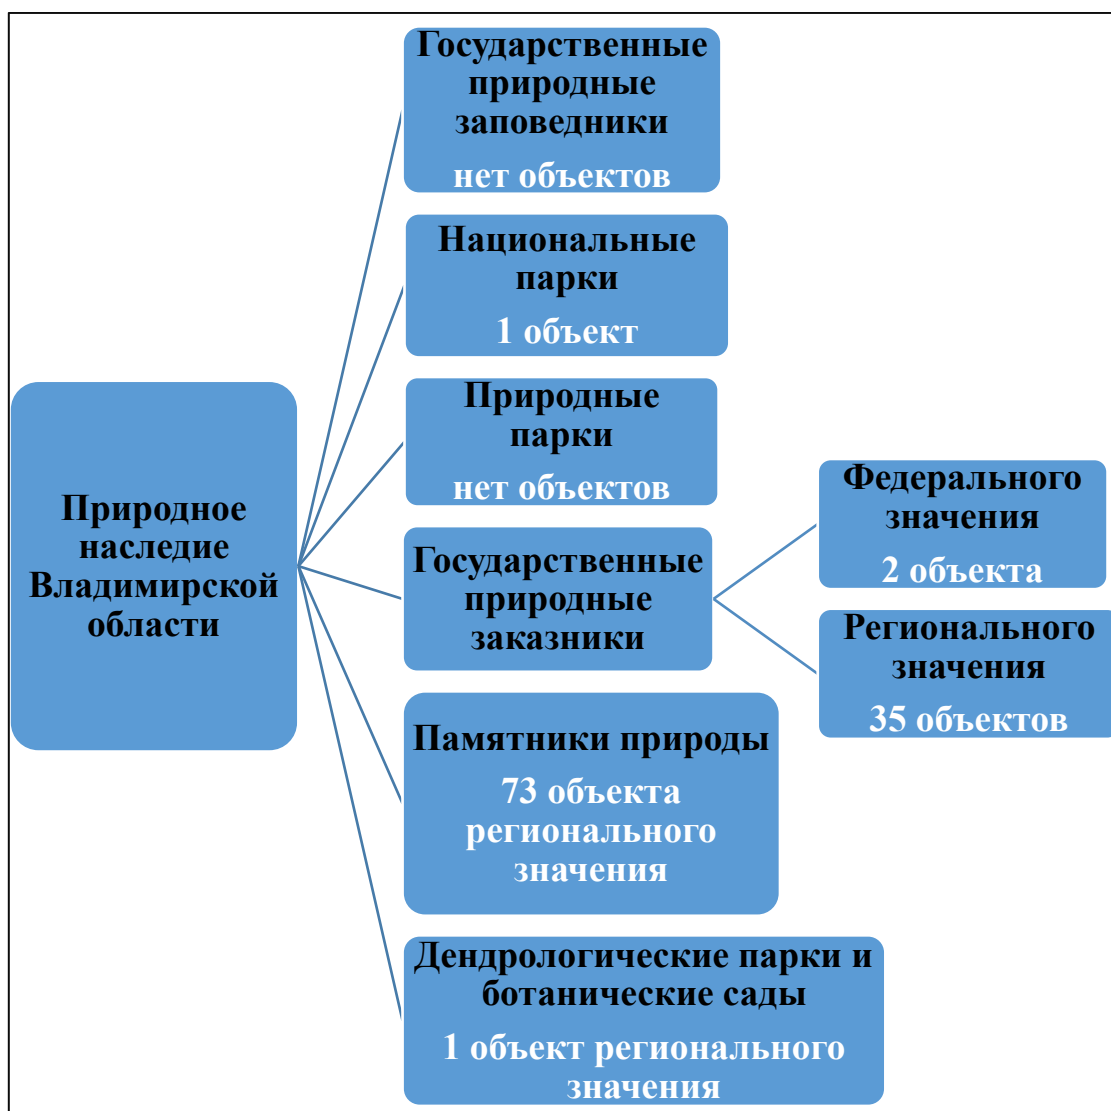 Природное
наследие
Владимирской
области
Государственные
природные
заповедники
нет объектов
Национальные
парки
1 объект
Природные
парки
нет объектов
Государственные
природные
заказники
Федерального
значения
2 объекта
Регионального
значения
35 объектов
Памятники природы
73 объекта
регионального
значения
Дендрологические парки и
ботанические сады
1 объект регионального
значения